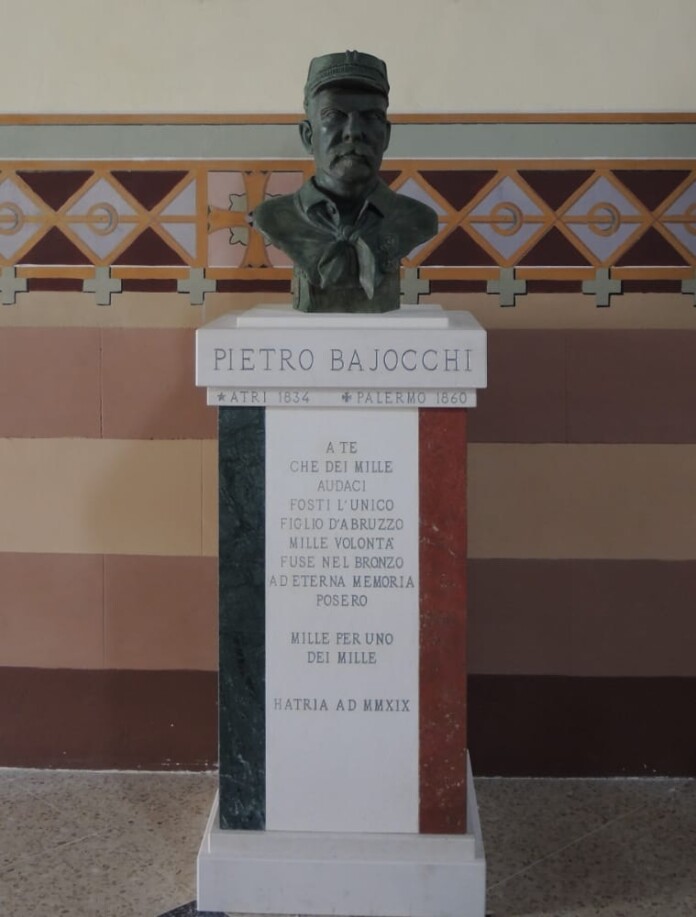 PIETRO BAJOCCHI
*ATRI 1834 ✠PALERMO 1860
A TE
CHE DEI MILLE
AUDACI
FOSTI L'UNICO
FIGLIO D'ABRUZZO
MILLE VOLONTA'
FUSE NEL BRONZO
AD ETERNA MEMORIA
POSERO
MILLE PER UNO
DEI MILLE
HATRIA AD MMXIX